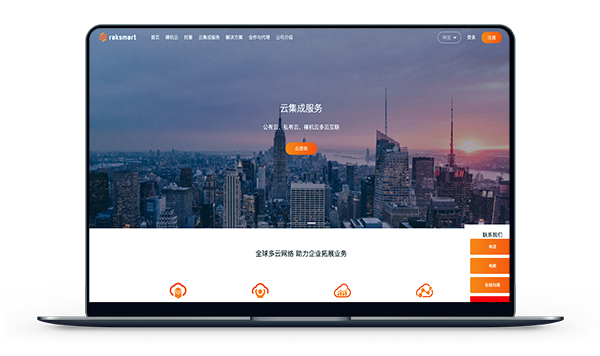 raksmart
首页 裸机云 托管 云集成服务 解决方案 合作与代理 公司介绍
中文 登录 注册
云集成服务
公有云、私有云、裸机云多云互联
去咨询
联系我们
全球多云网络 助力企业拓展业务
电话
在线沟通